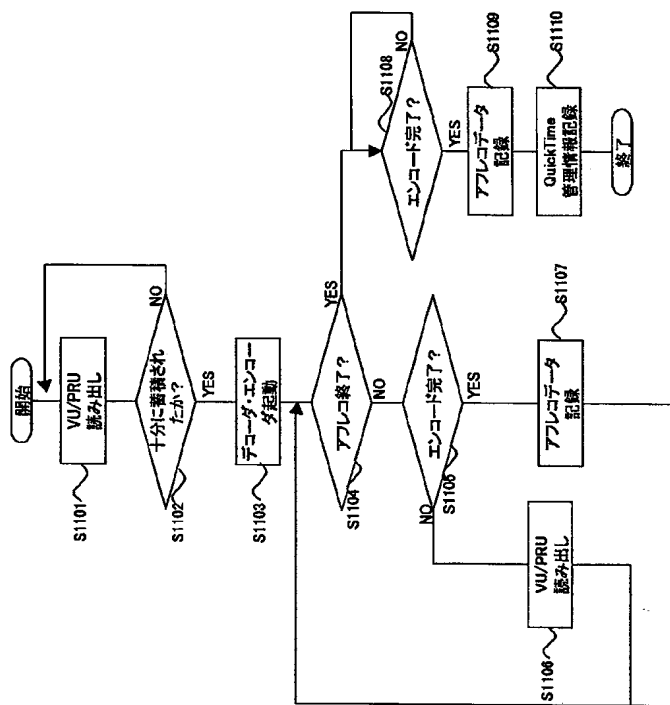 開始
VU/PRU
読み出し
S1101
十分に蓄積され
たか?
NO
YES
S1102
デコーダ・エンコー
ダ起動
S1103
アフレコ終了?
YES
NO
S1104
エンコード完了?
NO
YES
S1105
VU/PRU
読み出し
S1106
アフレコデータ
記録
S1107
エンコード完了?
NO
YES
S1108
アフレコデータ
記録
S1109
QuickTime
管理情報記録
S1110
終了